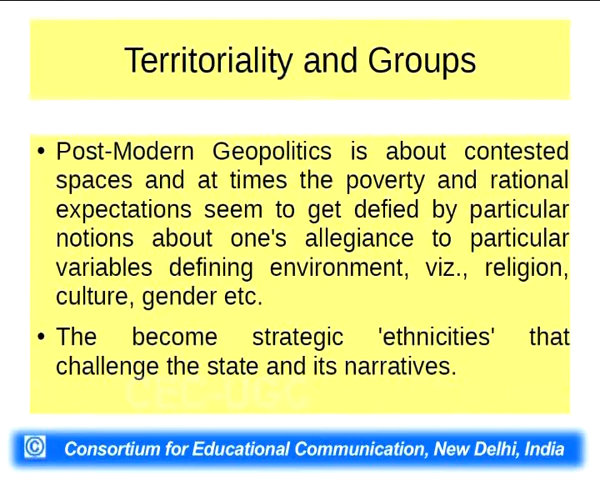 Territoriality and Groups
• Post-Modern Geopolitics is about contested
spaces and at times the poverty and rational
expectations seem to get defied by particular
notions about one's allegiance to particular
variables defining environment, viz., religion,
culture, gender etc.
• The become strategic 'ethnicities' that
challenge the state and its narratives.
CEC-UGC
© Consortium for Educational Communication, New Delhi, India